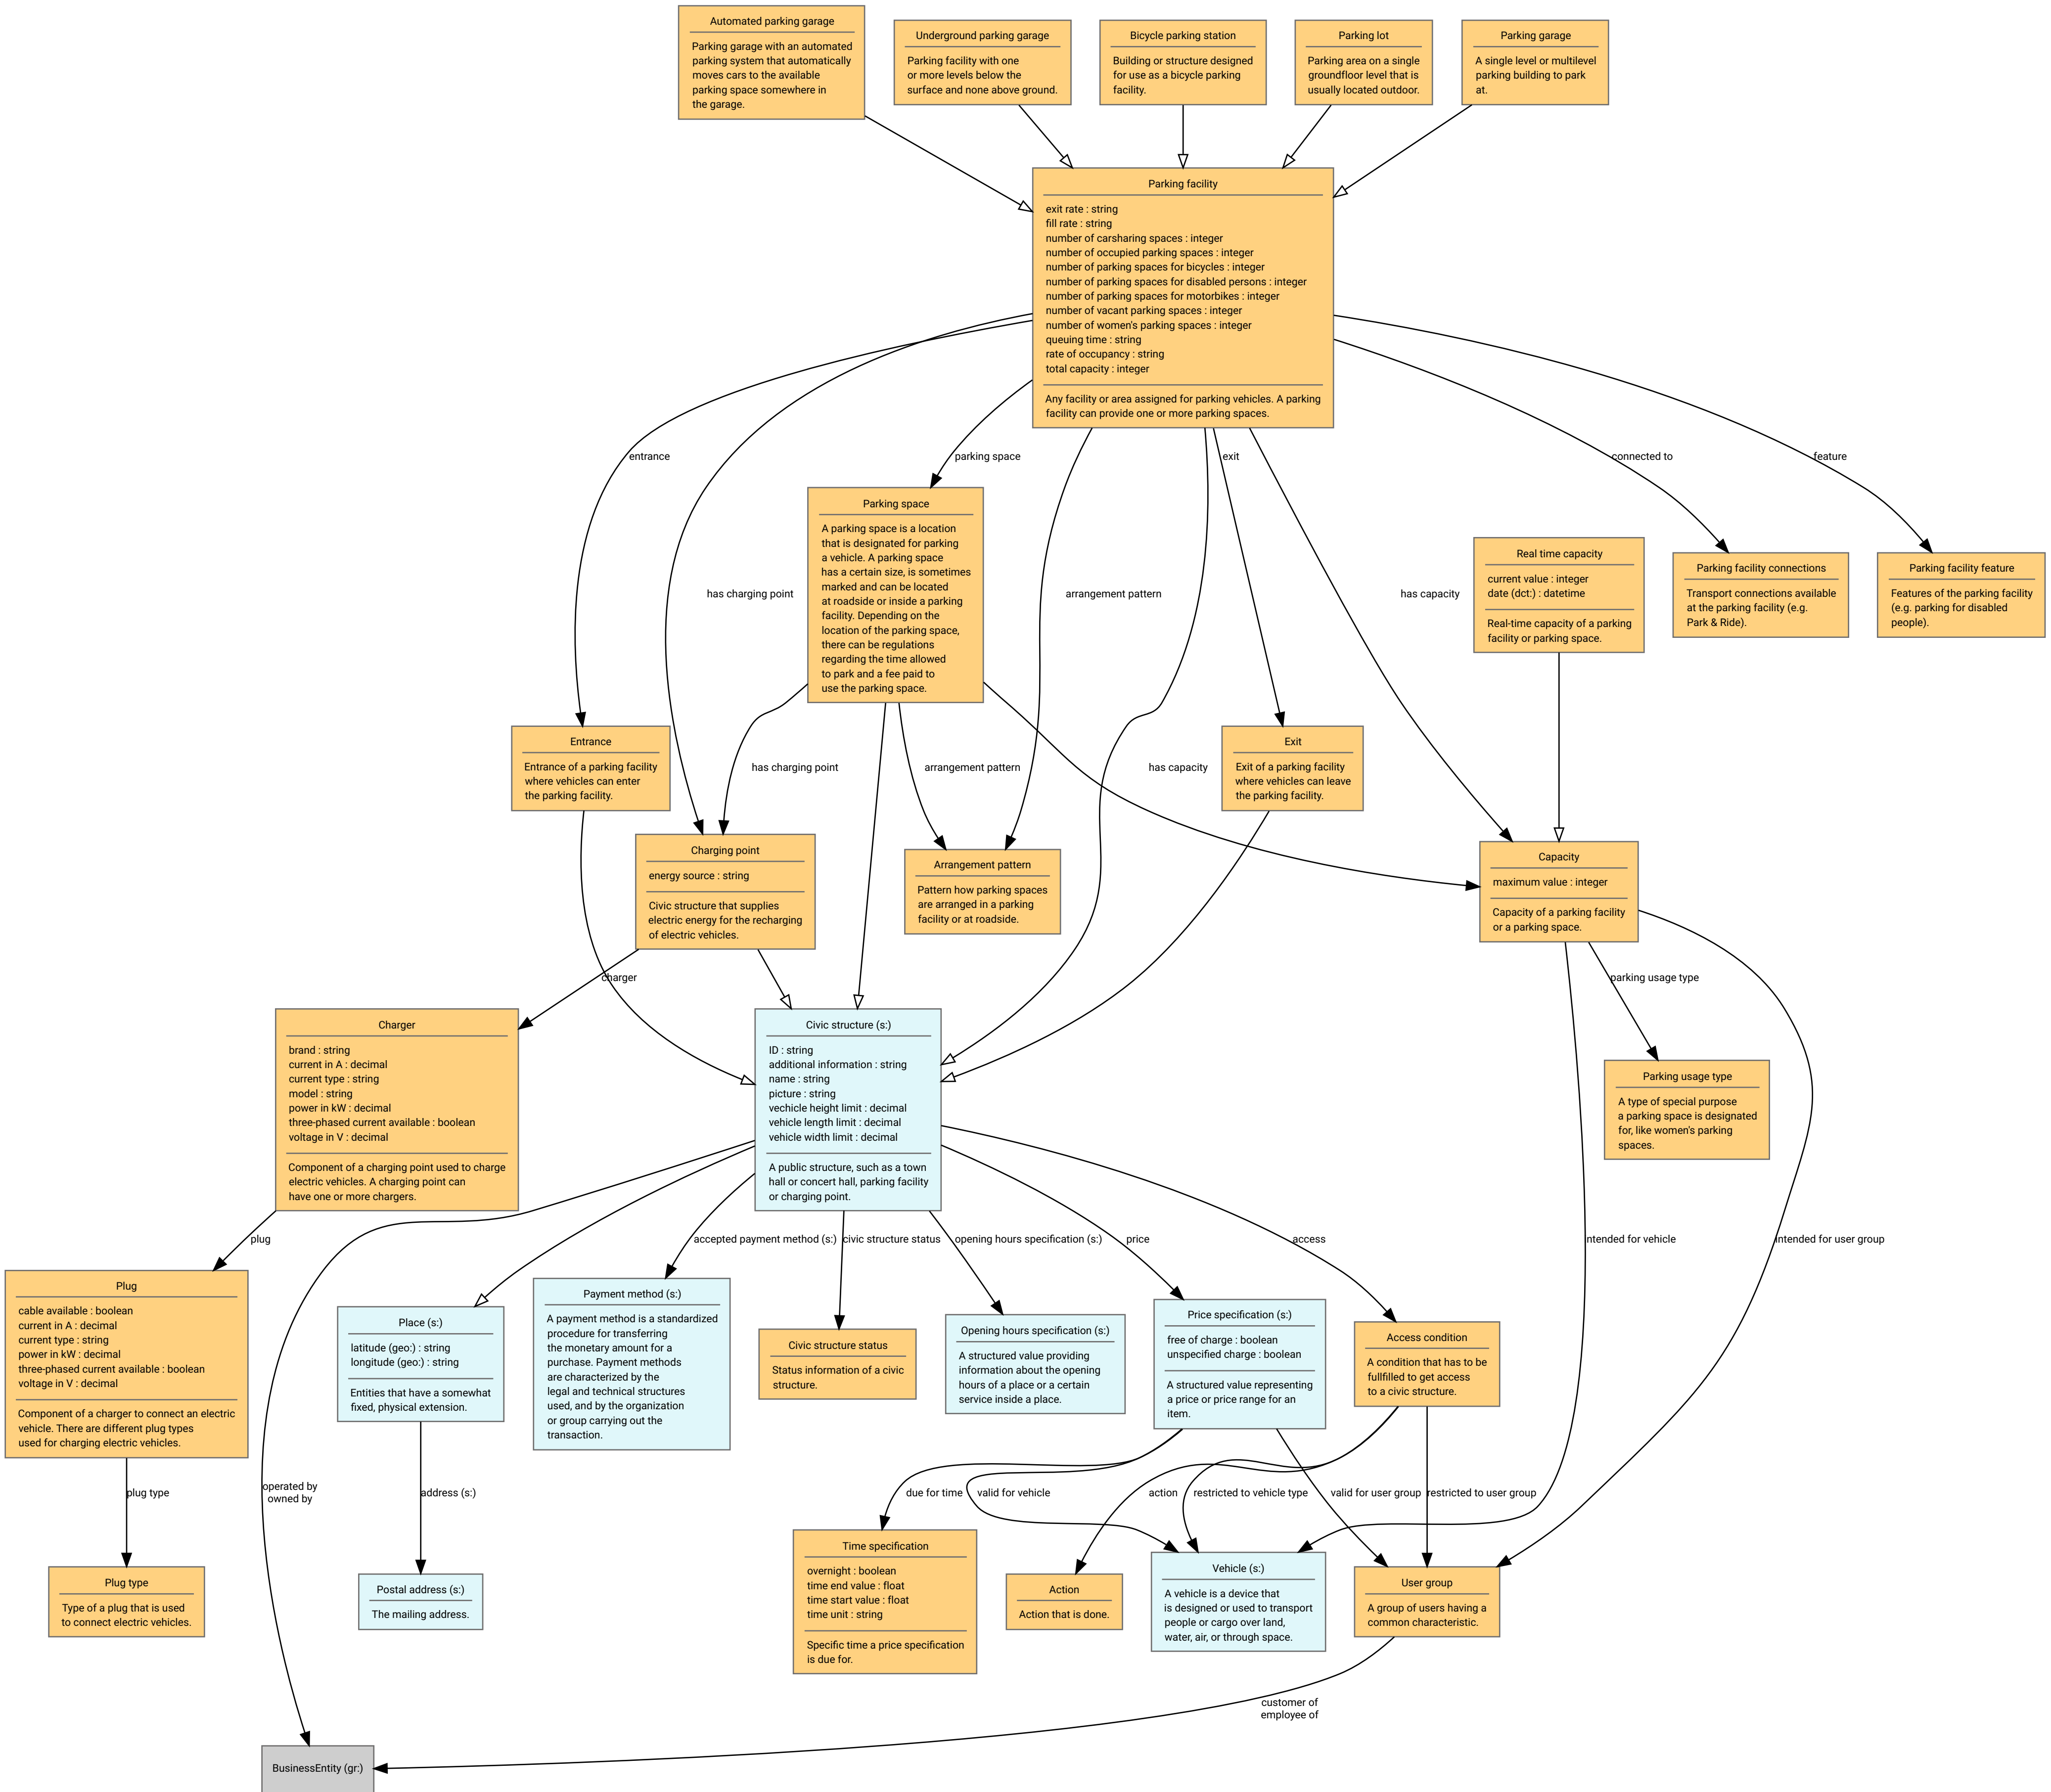 Automated parking garage
Parking garage with an automated
parking system that automatically
moves cars to the available
parking space somewhere in
the garage.
Underground parking garage
Parking facility with one
or more levels below the
surface and none above ground.
Bicycle parking station
Building or structure designed
for use as a bicycle parking
facility.
Parking lot
Parking area on a single
groundfloor level that is
usually located outdoor.
Parking garage
A single level or multilevel
parking building to park
at.
Parking facility
exit rate : string
fill rate : string
number of carsharing spaces : integer
number of occupied parking spaces : integer
number of parking spaces for bicycles : integer
number of parking spaces for disabled persons : integer
number of parking spaces for motorbikes : integer
number of vacant parking spaces : integer
number of women's parking spaces : integer
queuing time : string
rate of occupancy : string
total capacity : integer
Any facility or area assigned for parking vehicles. A parking
facility can provide one or more parking spaces.
entrance
parking space
exit
connected to
feature
Parking space
A parking space is a location
that is designated for parking
a vehicle. A parking space
has a certain size, is sometimes
marked and can be located
at roadside or inside a parking
facility. Depending on the
location of the parking space,
there can be regulations
regarding the time allowed
to park and a fee paid to
use the parking space.
has charging point
arrangement pattern
has capacity
Real time capacity
current value : integer
date (dct:) : datetime
Real-time capacity of a parking
facility or parking space.
Parking facility connections
Transport connections available
at the parking facility (e.g.
Park & Ride).
Parking facility feature
Features of the parking facility
(e.g. parking for disabled
people).
Entrance
Entrance of a parking facility
where vehicles can enter
the parking facility.
has charging point
arrangement pattern
has capacity
Exit
Exit of a parking facility
where vehicles can leave
the parking facility.
Charging point
energy source : string
Civic structure that supplies
electric energy for the recharging
of electric vehicles.
Arrangement pattern
Pattern how parking spaces
are arranged in a parking
facility or at roadside.
Capacity
maximum value : integer
Capacity of a parking facility
or a parking space.
charger
parking usage type
Charger
brand : string
current in A : decimal
current type : string
model : string
power in kW : decimal
three-phased current available : boolean
voltage in V : decimal
Component of a charging point used to charge
electric vehicles. A charging point can
have one or more chargers.
Civic structure (s:)
ID : string
additional information : string
name : string
picture : string
vechicle height limit : decimal
vehicle length limit : decimal
vehicle width limit : decimal
A public structure, such as a town
hall or concert hall, parking facility
or charging point.
Parking usage type
A type of special purpose
a parking space is designated
for, like women's parking
spaces.
plug
accepted payment method (s:)
civic structure status
opening hours specification (s:)
price
access
intended for vehicle
intended for user group
Plug
cable available : boolean
current in A : decimal
current type : string
power in kW : decimal
three-phased current available : boolean
voltage in V : decimal
Component of a charger to connect an electric
vehicle. There are different plug types
used for charging electric vehicles.
Place (s:)
latitude (geo:) : string
longitude (geo:) : string
Entities that have a somewhat
fixed, physical extension.
Payment method (s:)
A payment method is a standardized
procedure for transferring
the monetary amount for a
purchase. Payment methods
are characterized by the
legal and technical structures
used, and by the organization
or group carrying out the
transaction.
Civic structure status
Status information of a civic
structure.
Opening hours specification (s:)
A structured value providing
information about the opening
hours of a place or a certain
service inside a place.
Price specification (s:)
free of charge : boolean
unspecified charge : boolean
A structured value representing
a price or price range for an
item.
Access condition
A condition that has to be
fullfilled to get access
to a civic structure.
plug type
operated by
owned by
address (s:)
due for time
valid for vehicle
action
restricted to vehicle type
valid for user group
restricted to user group
Plug type
Type of a plug that is used
to connect electric vehicles.
Postal address (s:)
The mailing address.
Time specification
overnight : boolean
time end value : float
time start value : float
time unit : string
Specific time a price specification
is due for.
Action
Action that is done.
Vehicle (s:)
A vehicle is a device that
is designed or used to transport
people or cargo over land,
water, air, or through space.
User group
A group of users having a
common characteristic.
customer of
employee of
BusinessEntity (gr:)